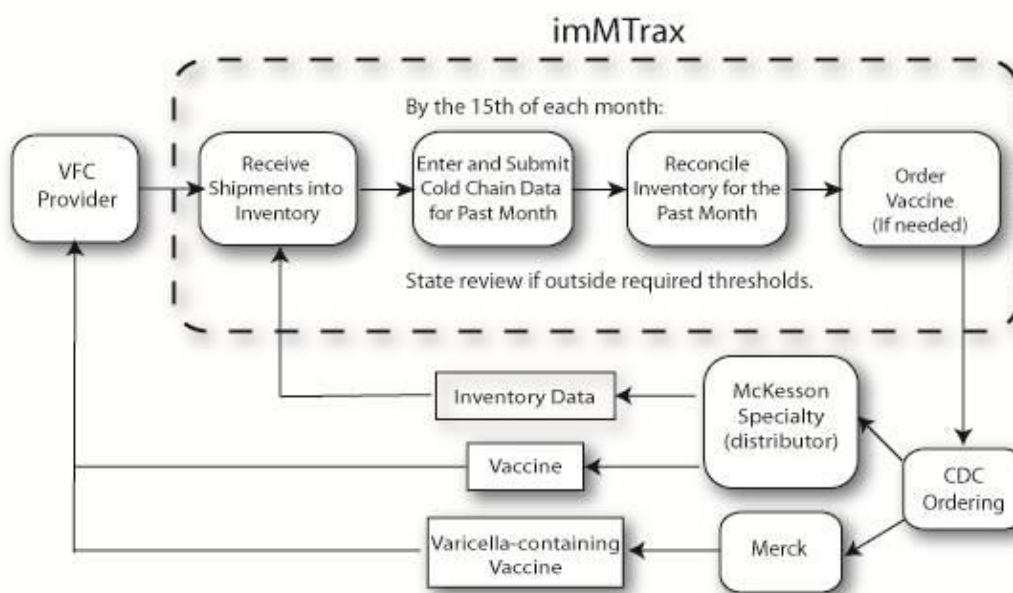 imMTrax
By the 15th of each month:
VFC
Provider
Receive
Shipments into
Inventory
Enter and Submit
Cold Chain Data
for Past Month
Reconcile
Inventory for the
Past Month
Order
Vaccine
(If needed)
State review if outside required thresholds.
Inventory Data
McKesson
Specialty
(distributor)
Vaccine
CDC
Ordering
Varicella-containing
Vaccine
Merck